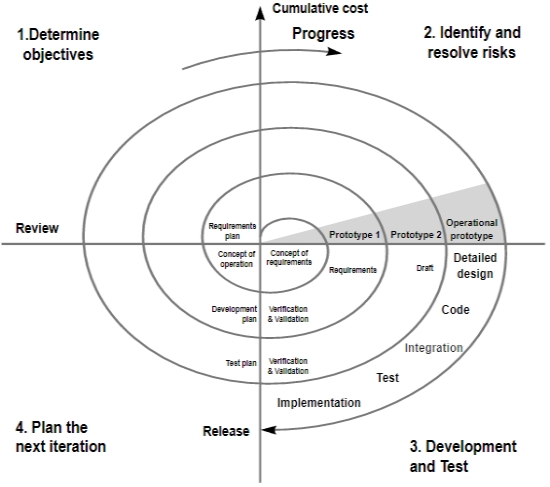 Cumulative cost
1.Determine
objectives
Progress
2. Identify and
resolve risks
Review
Requirements
plan
Prototype 1
Prototype 2
Operational
prototype
Concept of
operation
Concept of
requirements
Requirements
Draft
Detailed
design
Development
plan
Verification
& Validation
Code
Integration
Test plan
Verification
& Validation
Test
Implementation
4. Plan the
next iteration
Release
3. Development
and Test